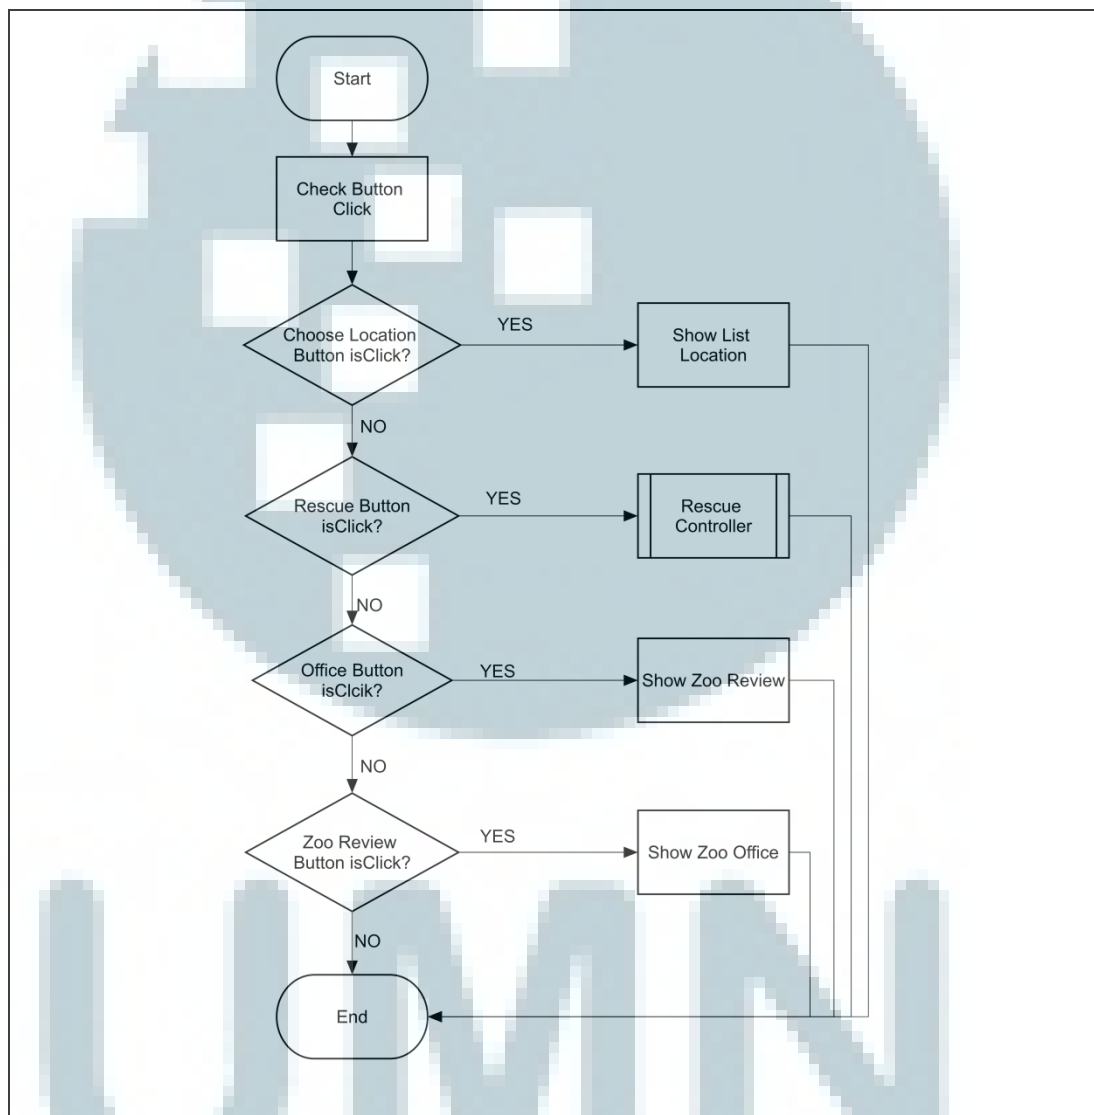 Start
Check Button
Click
Choose Location
Button isClick?
YES
Show List
Location
NO
Rescue Button
isClick?
YES
Rescue
Controller
NO
Office Button
isClcik?
YES
Show Zoo Review
NO
Zoo Review
Button isClick?
YES
Show Zoo Office
NO
End
UMN